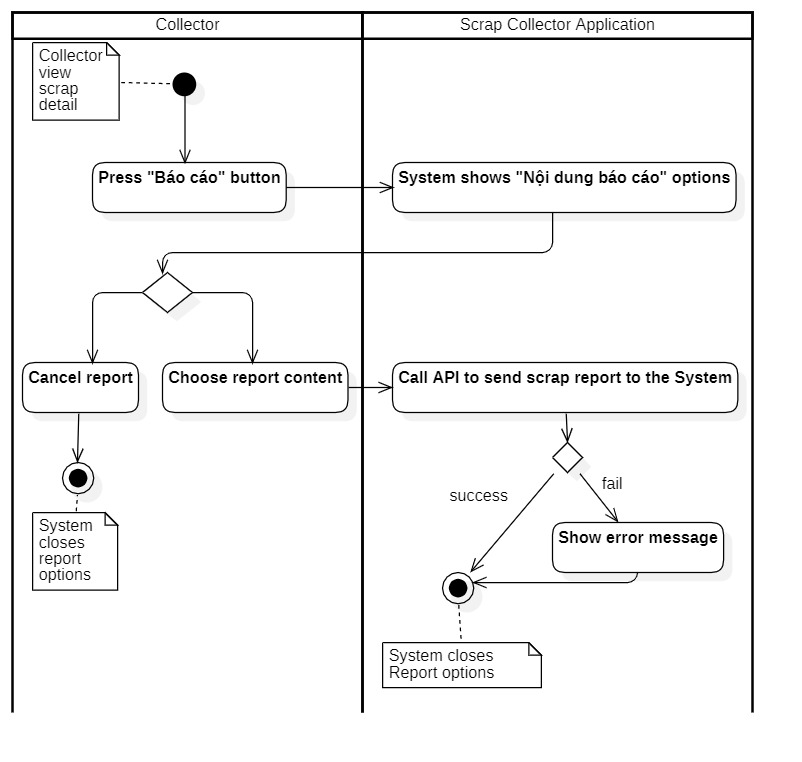 Collector
Scrap Collector Application
Collector
view
scrap
detail
Press "Báo cáo" button
System shows "Nội dung báo cáo" options
Cancel report
Choose report content
Call API to send scrap report to the System
success
fail
System
closes
report
options
Show error message
System closes
Report options